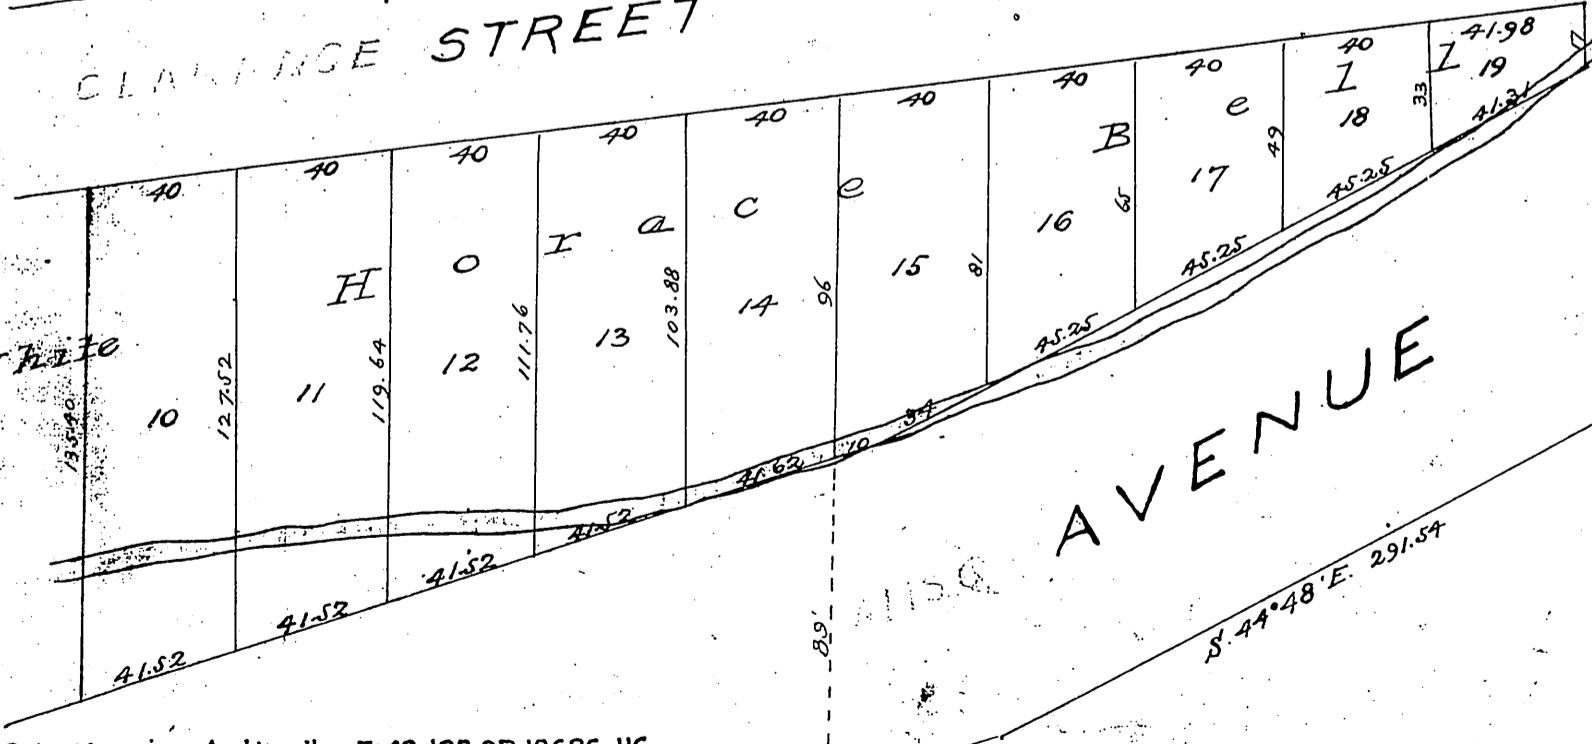 CLARANCE STREET
40 40 40 40 40 40 40 40 40 41.98
Horace Bell
hite
10 11 12 13 14 15 16 17 18 19
135.40 127.52 119.64 111.76 103.88 96 81 65 49 33
41.52 41.52 41.52 41.52 41.62 10 34 45.25 45.25 45.25 41.31
89'
ALISO AVENUE
S. 44°48' E. 291.54